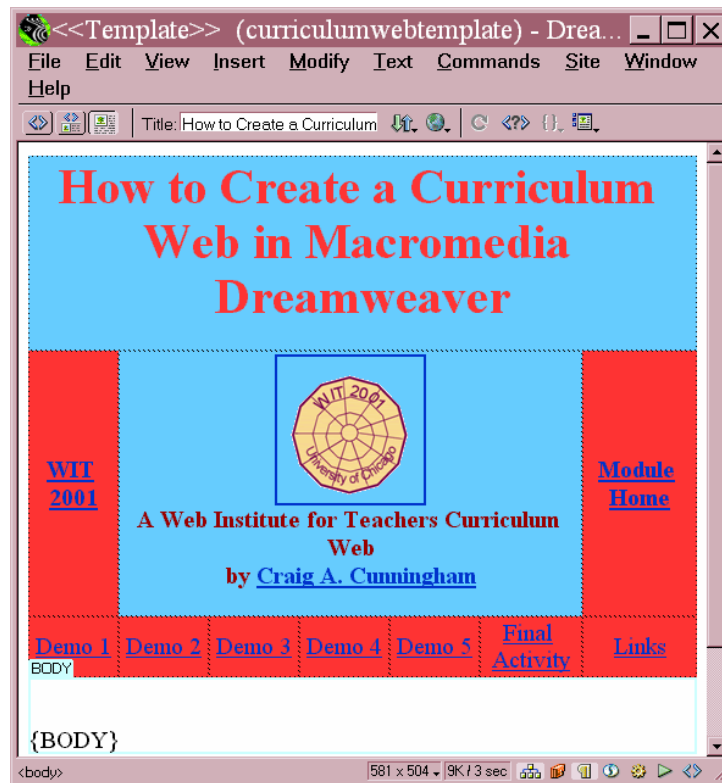 <<Template>> (curriculumwebtemplate) - Drea...
File Edit View Insert Modify Text Commands Site Window
Help
Title: How to Create a Curriculum
How to Create a Curriculum
Web in Macromedia
Dreamweaver
WIT
2001
WIT 2001
University of Chicago
A Web Institute for Teachers Curriculum
Web
by Craig A. Cunningham
Module
Home
Demo 1 Demo 2 Demo 3 Demo 4 Demo 5 Final Activity Links
BODY
{BODY}
<body> 581 x 504 9K / 3 sec